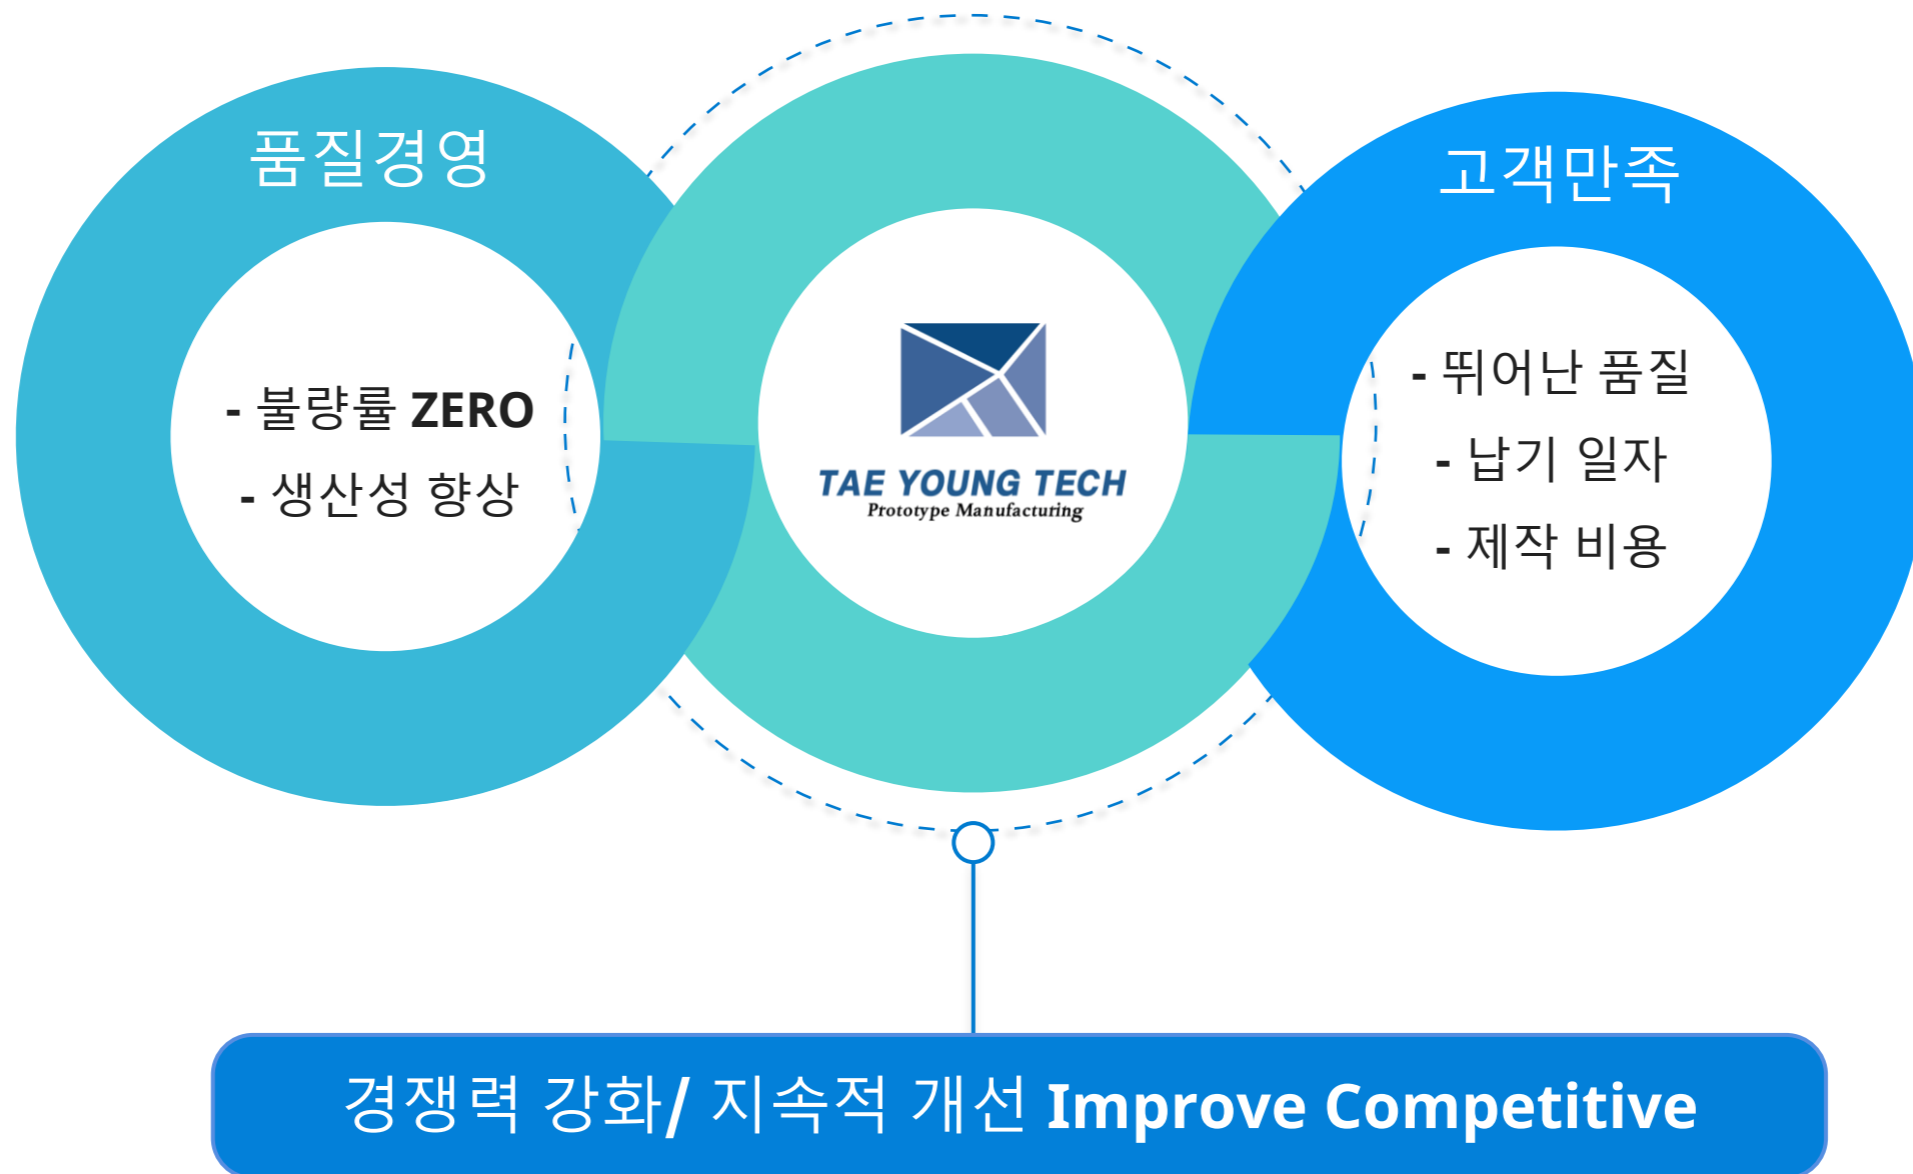 품질경영
- 불량률 ZERO
- 생산성 향상
TAE YOUNG TECH
Prototype Manufacturing
고객만족
- 뛰어난 품질
- 납기 일자
- 제작 비용
경쟁력 강화/ 지속적 개선 Improve Competitive